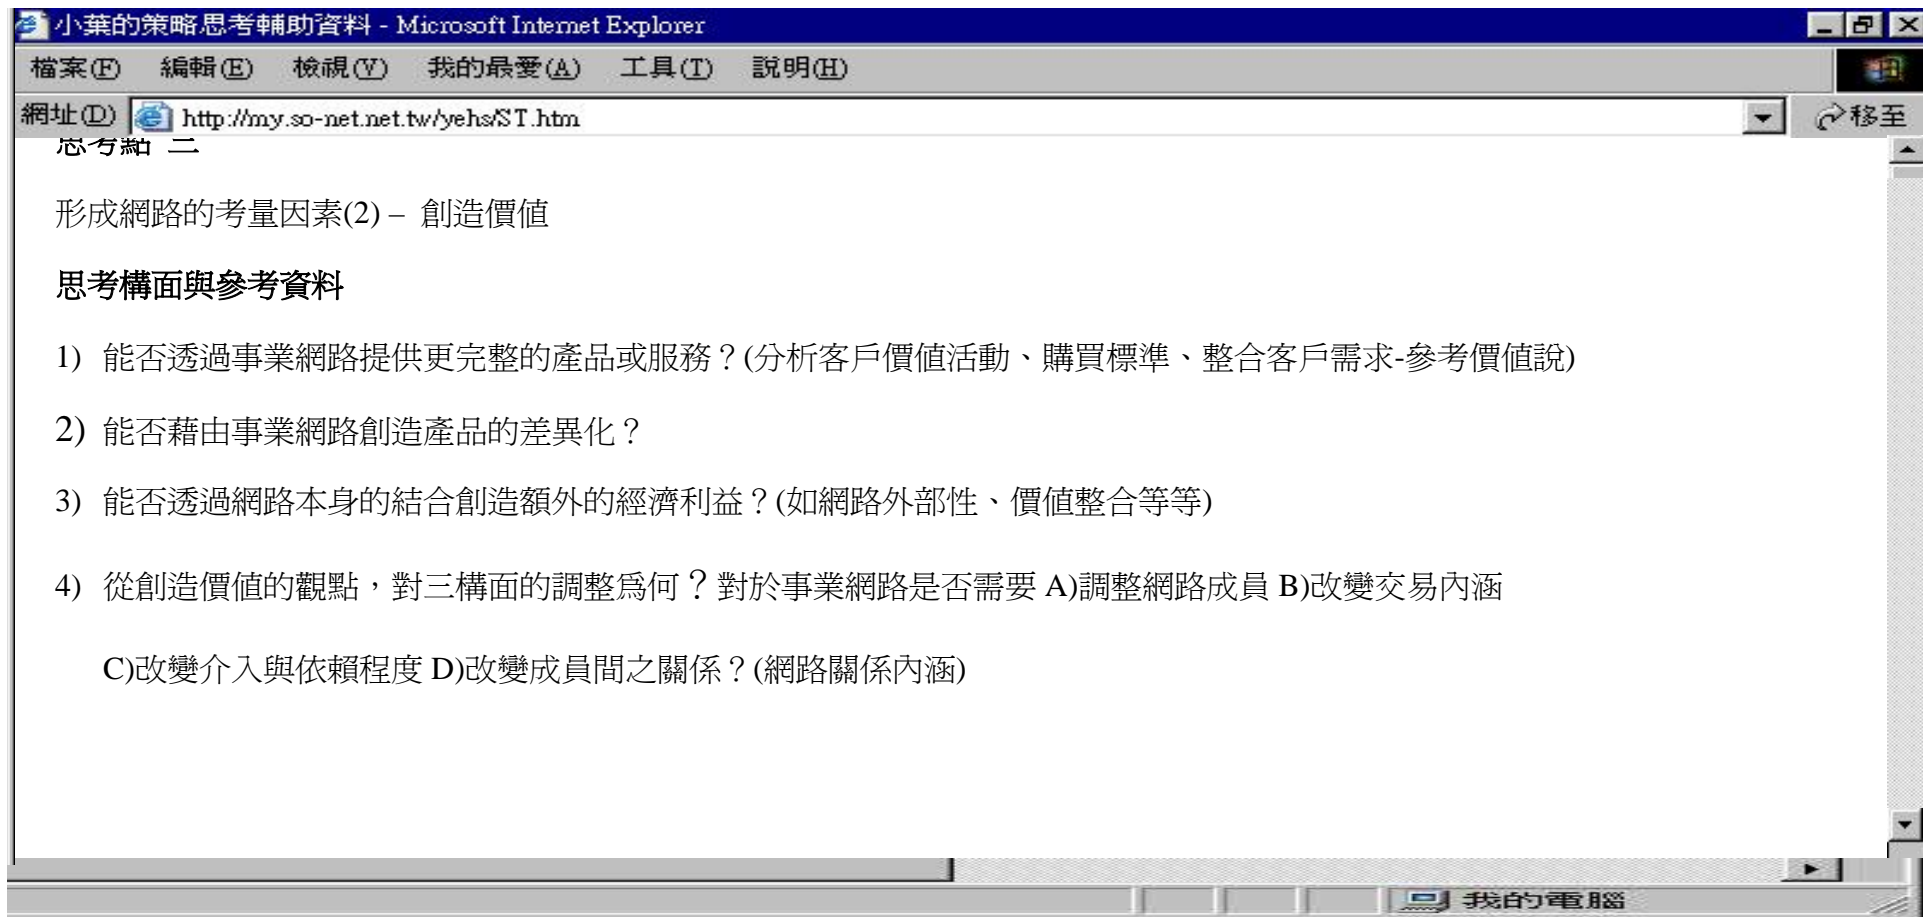 小葉的策略思考輔助資料 - Microsoft Internet Explorer
檔案(F) 編輯(E) 檢視(V) 我的最愛(A) 工具(T) 說明(H)
網址(D) http://my.so-net.net.tw/yehs/ST.htm 移至
思考點 三
形成網路的考量因素(2) – 創造價值
思考構面與參考資料
1) 能否透過事業網路提供更完整的產品或服務？(分析客戶價值活動、購買標準、整合客戶需求-參考價值說)
2) 能否藉由事業網路創造產品的差異化？
3) 能否透過網路本身的結合創造額外的經濟利益？(如網路外部性、價值整合等等)
4) 從創造價值的觀點，對三構面的調整為何？對於事業網路是否需要 A)調整網路成員 B)改變交易內涵
C)改變介入與依賴程度 D)改變成員間之關係？(網路關係內涵)
我的電腦